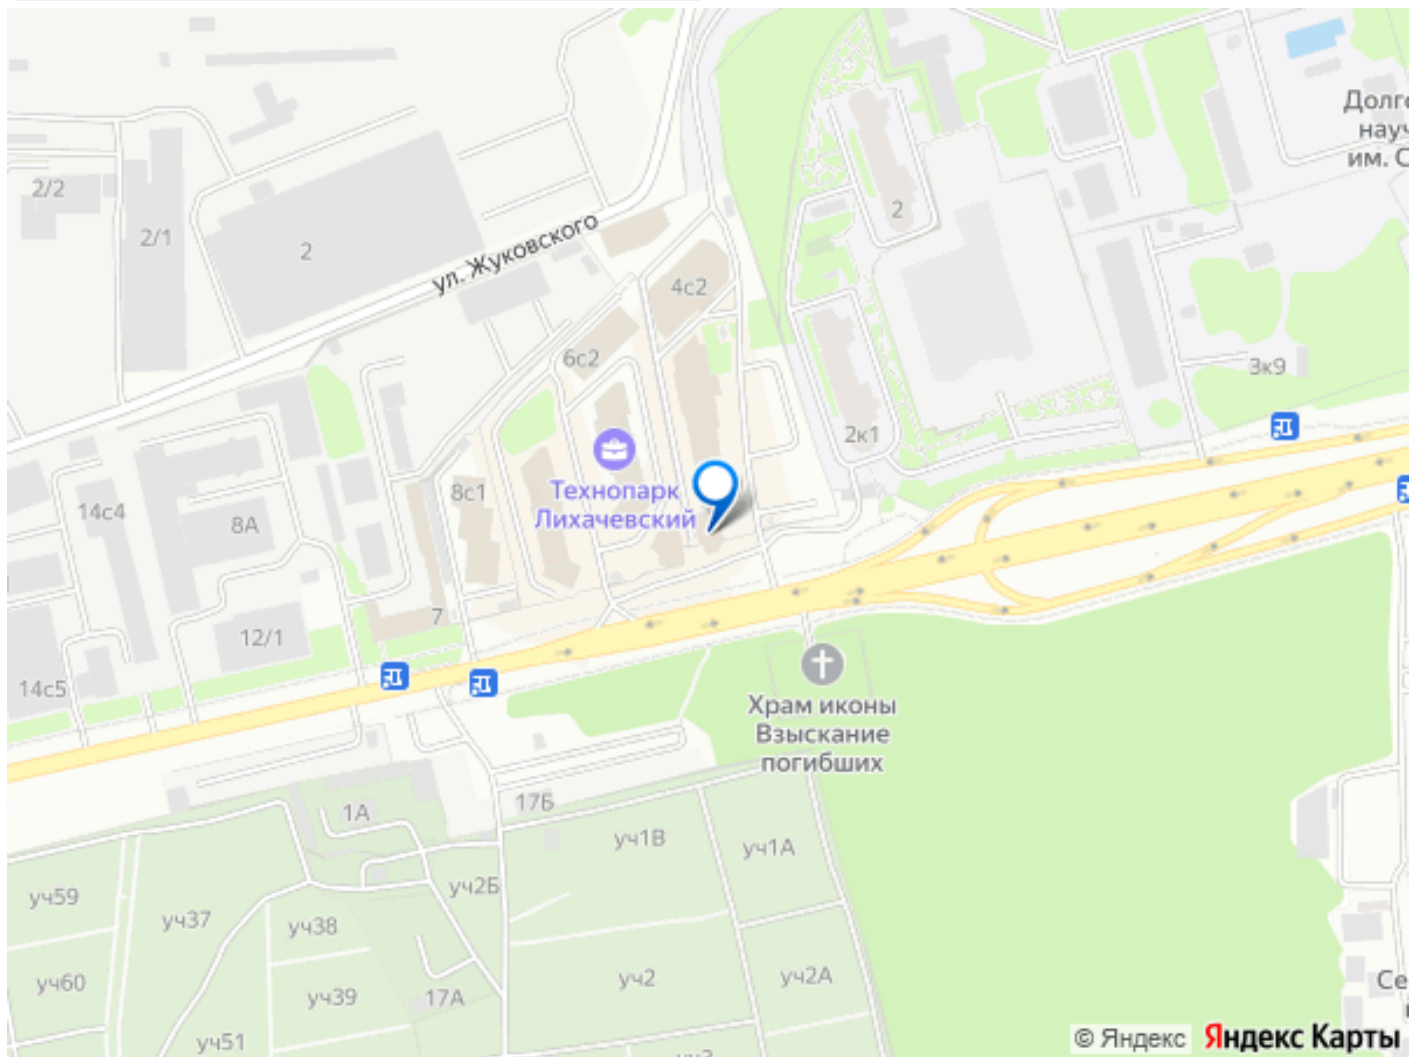 Долго
науч
им. С
2/2
2/1
2
ул. Жуковского
2
4с2
6с2
3к9
2к1
Технопарк
Лихачевский
8с1
14с4
8А
7
12/1
14с5
Храм иконы
Взыскание
погибших
17Б
1А
уч1В
уч1А
уч2Б
уч59
уч37
уч38
уч2
уч2А
уч60
уч39
17А
Се
уч51
© Яндекс
Яндекс Карты